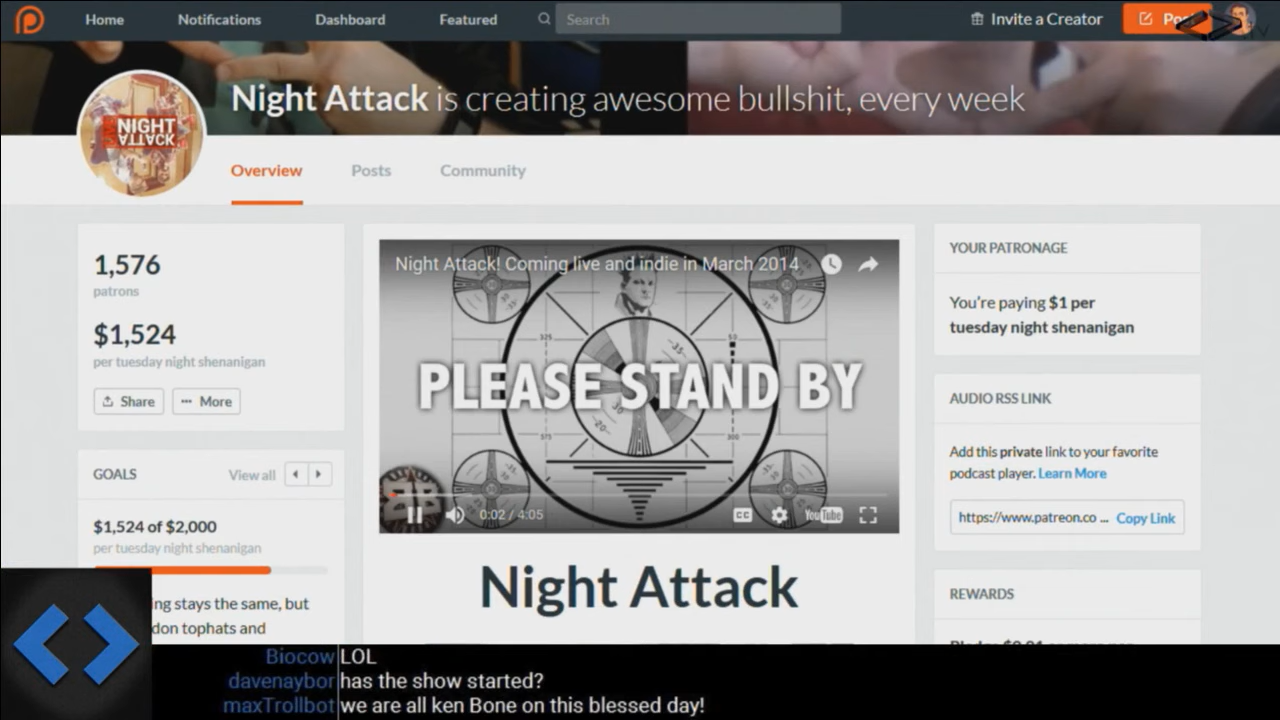 Home Notifications Dashboard Featured Search Invite a Creator
Night Attack is creating awesome bullshit, every week
NIGHT
ATTACK
Overview Posts Community
1,576
patrons
$1,524
per tuesday night shenanigan
Share ••• More
GOALS View all
$1,524 of $2,000
per tuesday night shenanigan
ing stays the same, but
don tophats and
Night Attack! Coming live and indie in March 2014
PLEASE STAND BY
0:02 / 4:05 CC YouTube
Night Attack
YOUR PATRONAGE
You're paying $1 per
tuesday night shenanigan
AUDIO RSS LINK
Add this private link to your favorite
podcast player. Learn More
https://www.patreon.co ... Copy Link
REWARDS
Biocow LOL
davenaybor has the show started?
maxTrollbot we are all ken Bone on this blessed day!